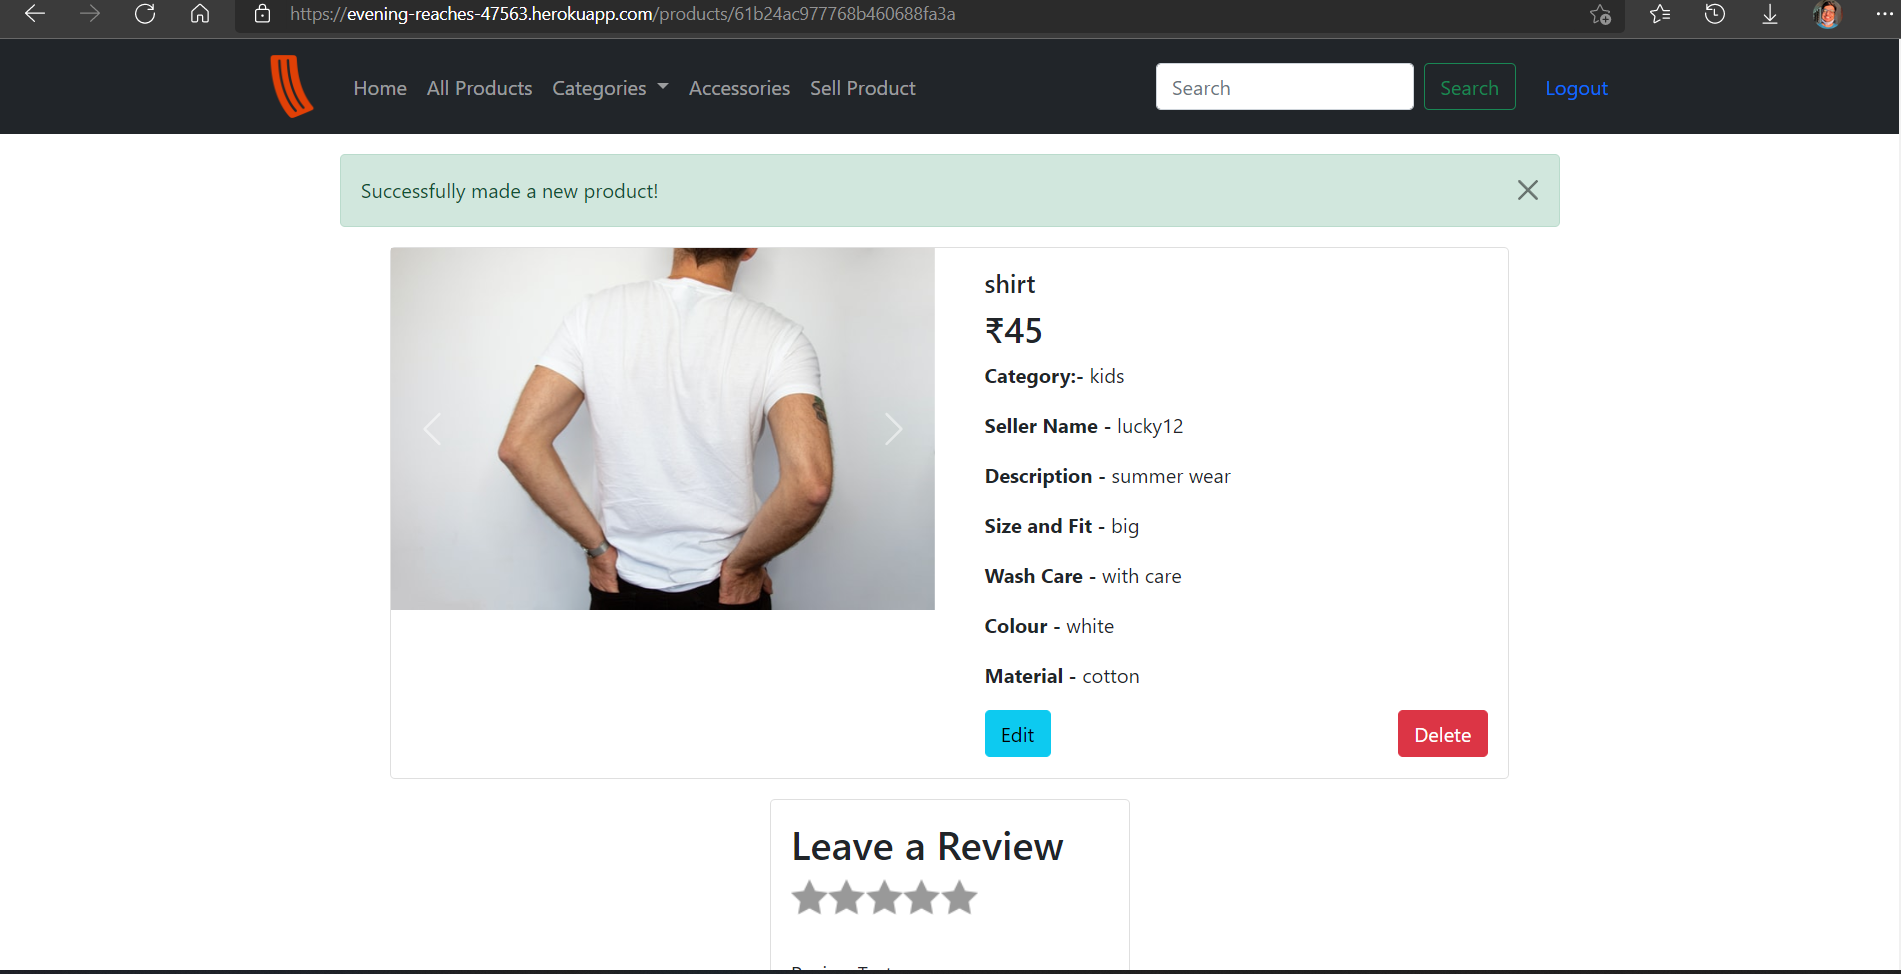 https://evening-reaches-47563.herokuapp.com/products/61b24ac977768b460688fa3a
Home All Products Categories Accessories Sell Product Search Search Logout
Successfully made a new product!
shirt
₹45
Category:- kids
Seller Name - lucky12
Description - summer wear
Size and Fit - big
Wash Care - with care
Colour - white
Material - cotton
Edit Delete
Leave a Review